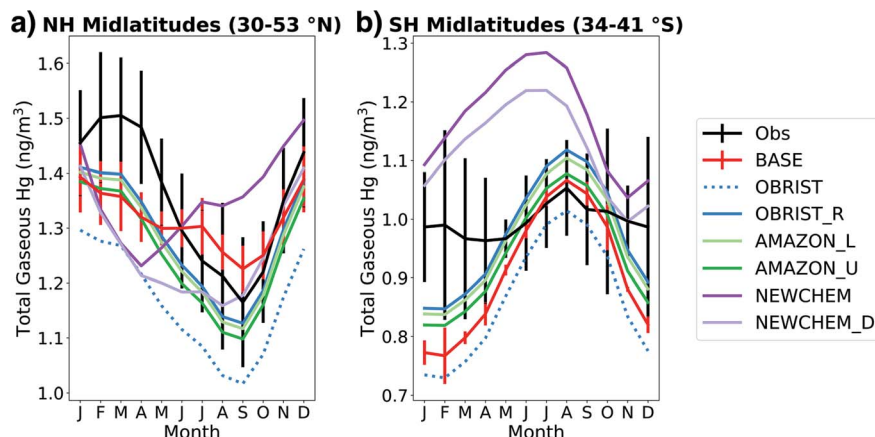 a) NH Midlatitudes (30-53 °N)
Total Gaseous Hg (ng/m³)
1.6
1.5
1.4
1.3
1.2
1.1
1.0
J F M A M J J A S O N D
Month
b) SH Midlatitudes (34-41 °S)
Total Gaseous Hg (ng/m³)
1.3
1.2
1.1
1.0
0.9
0.8
0.7
J F M A M J J A S O N D
Month
Obs
BASE
OBRIST
OBRIST_R
AMAZON_L
AMAZON_U
NEWCHEM
NEWCHEM_D